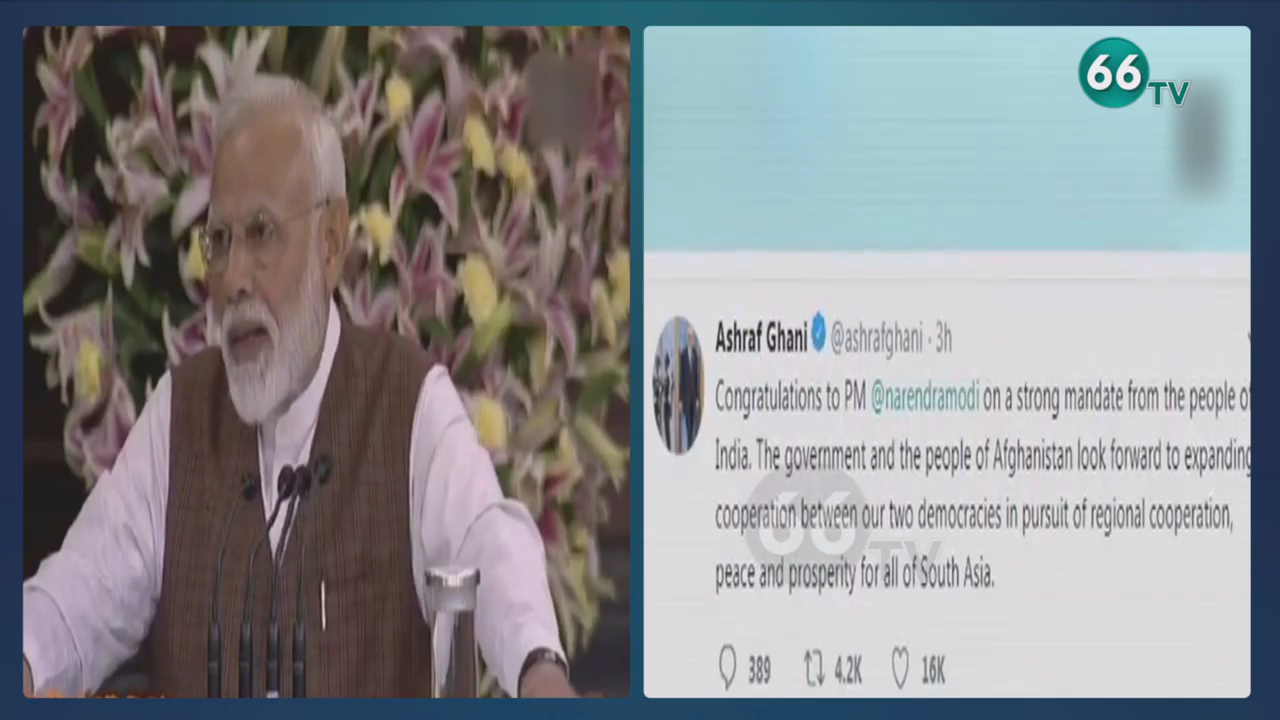 66
TV
Ashraf Ghani @ashrafghani · 3h
Congratulations to PM @narendramodi on a strong mandate from the people of
India. The government and the people of Afghanistan look forward to expanding
cooperation between our two democracies in pursuit of regional cooperation,
peace and prosperity for all of South Asia.
66
TV
389 4.2K 16K